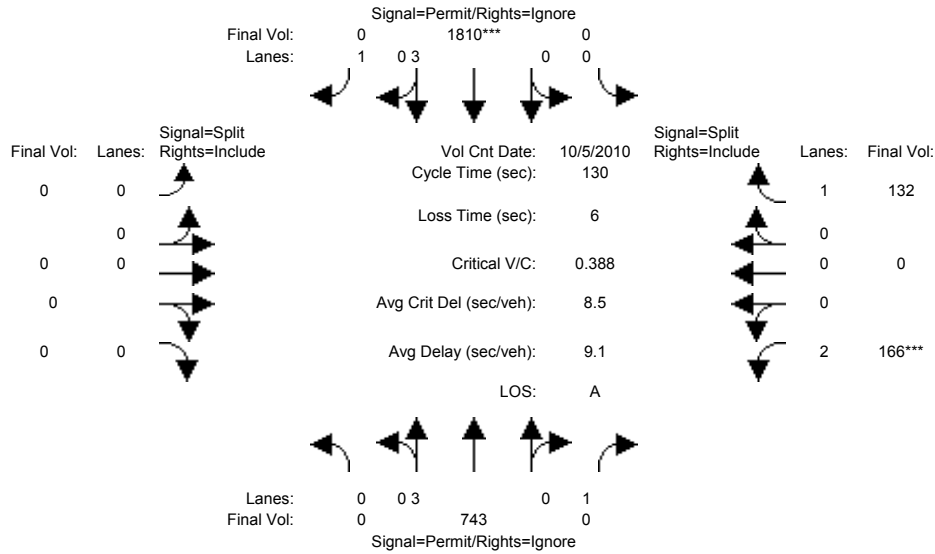 Signal=Permit/Rights=Ignore
Final Vol: 0 1810*** 0
Lanes: 1 0 3 0 0
Signal=Split Signal=Split
Final Vol: Lanes: Rights=Include Vol Cnt Date: 10/5/2010 Rights=Include Lanes: Final Vol:
Cycle Time (sec): 130
0 0 1 132
Loss Time (sec): 6
0 0
0 0 Critical V/C: 0.388 0 0
0 Avg Crit Del (sec/veh): 8.5 0
0 0 Avg Delay (sec/veh): 9.1 2 166***
LOS: A
Lanes: 0 0 3 0 1
Final Vol: 0 743 0
Signal=Permit/Rights=Ignore